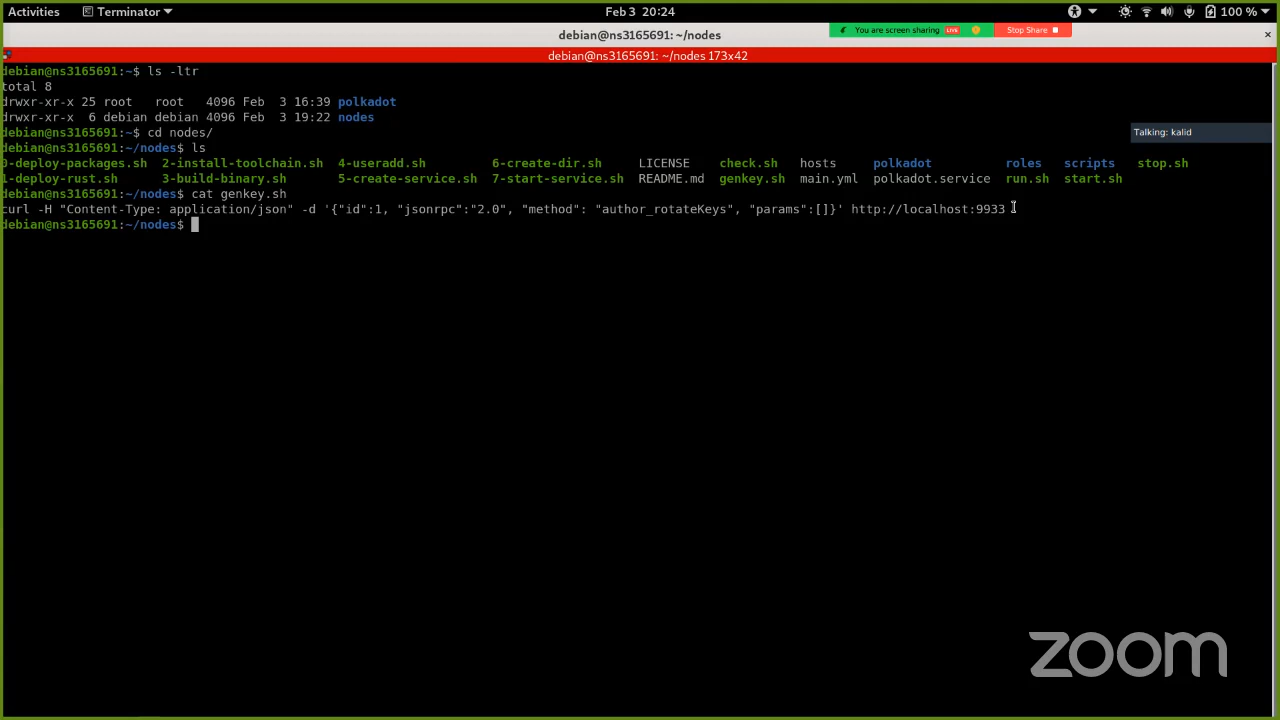 Activities Terminator Feb 3 20:24 100 %
debian@ns3165691: ~/nodes You are screen sharing LIVE Stop Share ×
debian@ns3165691: ~/nodes 173x42
debian@ns3165691:~$ ls -ltr
total 8
drwxr-xr-x 25 root root 4096 Feb 3 16:39 polkadot
drwxr-xr-x 6 debian debian 4096 Feb 3 19:22 nodes
debian@ns3165691:~$ cd nodes/
Talking: kalid
debian@ns3165691:~/nodes$ ls
0-deploy-packages.sh 2-install-toolchain.sh 4-useradd.sh 6-create-dir.sh LICENSE check.sh hosts polkadot roles scripts stop.sh
1-deploy-rust.sh 3-build-binary.sh 5-create-service.sh 7-start-service.sh README.md genkey.sh main.yml polkadot.service run.sh start.sh
debian@ns3165691:~/nodes$ cat genkey.sh
curl -H "Content-Type: application/json" -d '{"id":1, "jsonrpc":"2.0", "method": "author_rotateKeys", "params":[]}' http://localhost:9933
debian@ns3165691:~/nodes$
zoom